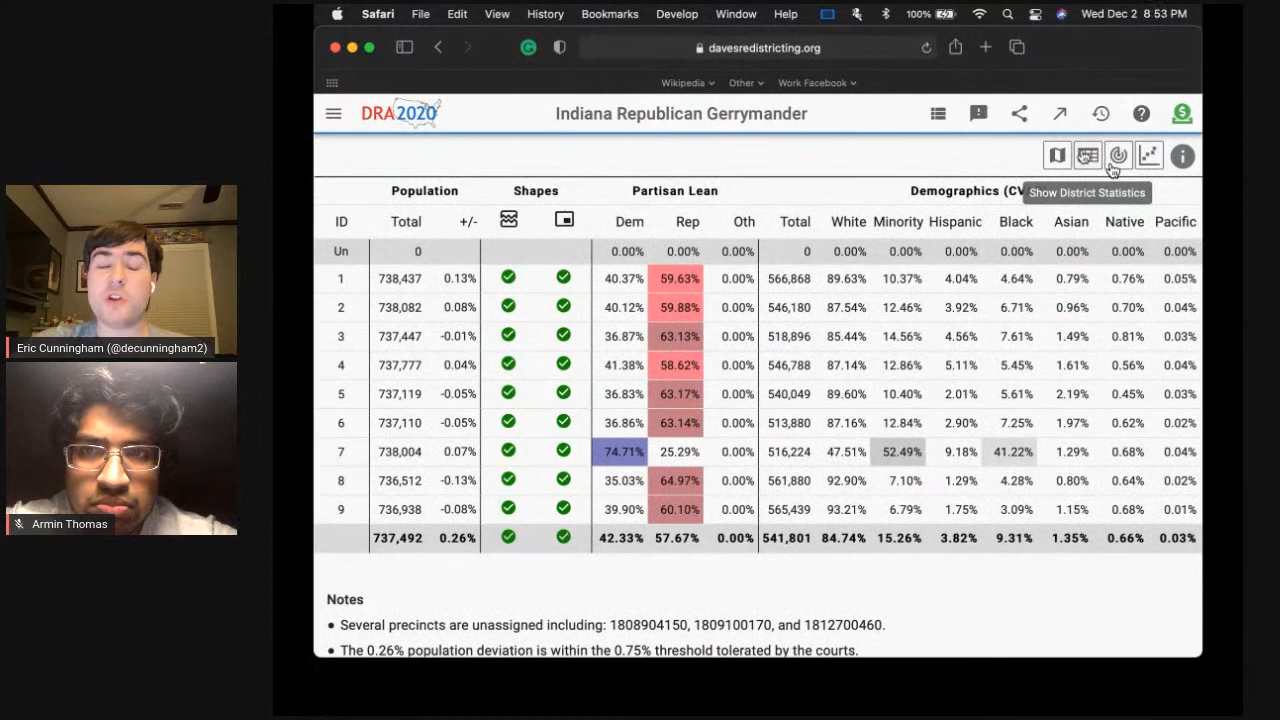 Safari File Edit View History Bookmarks Develop Window Help 100% Wed Dec 2 8:53 PM
davesredistricting.org
Wikipedia Other Work Facebook
DRA2020 Indiana Republican Gerrymander
Show District Statistics
Population Shapes Partisan Lean Demographics (CV
ID Total +/- Dem Rep Oth Total White Minority Hispanic Black Asian Native Pacific
Un 0 0.00% 0.00% 0.00% 0 0.00% 0.00% 0.00% 0.00% 0.00% 0.00% 0.00%
1 738,437 0.13% 40.37% 59.63% 0.00% 566,868 89.63% 10.37% 4.04% 4.64% 0.79% 0.76% 0.05%
2 738,082 0.08% 40.12% 59.88% 0.00% 546,180 87.54% 12.46% 3.92% 6.71% 0.96% 0.70% 0.04%
3 737,447 -0.01% 36.87% 63.13% 0.00% 518,896 85.44% 14.56% 4.56% 7.61% 1.49% 0.81% 0.03%
4 737,777 0.04% 41.38% 58.62% 0.00% 546,788 87.14% 12.86% 5.11% 5.45% 1.61% 0.56% 0.04%
5 737,119 -0.05% 36.83% 63.17% 0.00% 540,049 89.60% 10.40% 2.01% 5.61% 2.19% 0.45% 0.03%
6 737,110 -0.05% 36.86% 63.14% 0.00% 513,880 87.16% 12.84% 2.90% 7.25% 1.97% 0.62% 0.02%
7 738,004 0.07% 74.71% 25.29% 0.00% 516,224 47.51% 52.49% 9.18% 41.22% 1.29% 0.68% 0.04%
8 736,512 -0.13% 35.03% 64.97% 0.00% 561,880 92.90% 7.10% 1.29% 4.28% 0.80% 0.64% 0.02%
9 736,938 -0.08% 39.90% 60.10% 0.00% 565,439 93.21% 6.79% 1.75% 3.09% 1.15% 0.68% 0.01%
737,492 0.26% 42.33% 57.67% 0.00% 541,801 84.74% 15.26% 3.82% 9.31% 1.35% 0.66% 0.03%
Notes
• Several precincts are unassigned including: 1808904150, 1809100170, and 1812700460.
• The 0.26% population deviation is within the 0.75% threshold tolerated by the courts.
Eric Cunningham (@decunningham2)
Armin Thomas